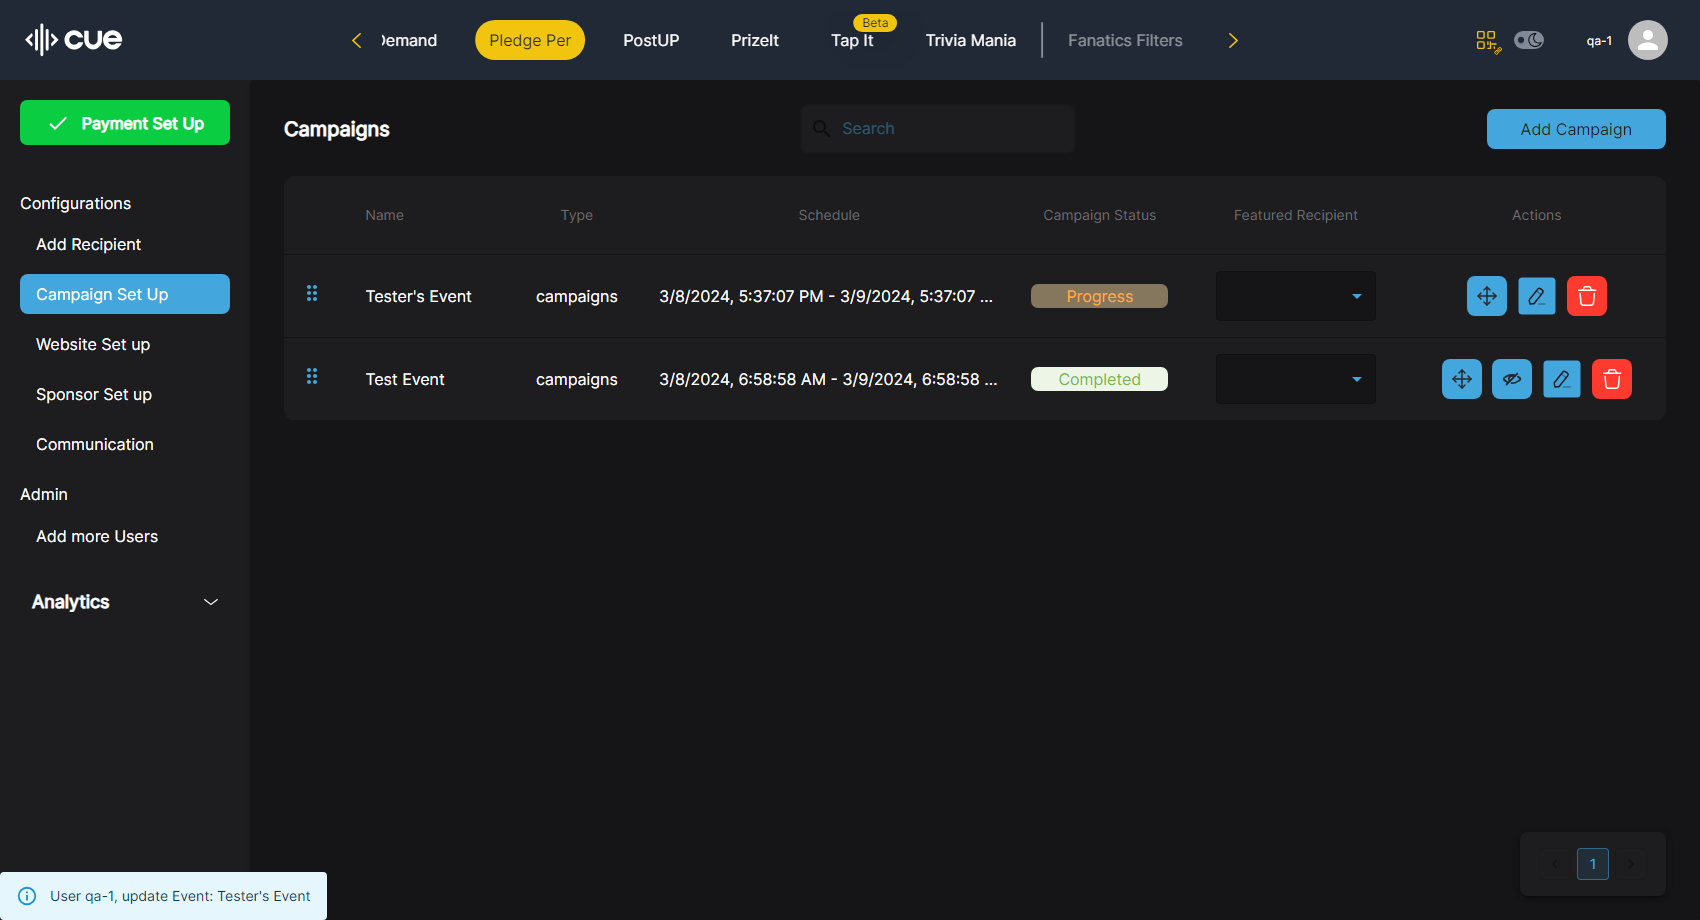 cue
Demand
Pledge Per
PostUP
PrizeIt
Tap It
Beta
Trivia Mania
Fanatics Filters
qa-1
Payment Set Up
Configurations
Add Recipient
Campaign Set Up
Website Set up
Sponsor Set up
Communication
Admin
Add more Users
Analytics
Campaigns
Search
Add Campaign
Name Type Schedule Campaign Status Featured Recipient Actions
Tester's Event campaigns 3/8/2024, 5:37:07 PM - 3/9/2024, 5:37:07 ... Progress
Test Event campaigns 3/8/2024, 6:58:58 AM - 3/9/2024, 6:58:58 ... Completed
1
User qa-1, update Event: Tester's Event